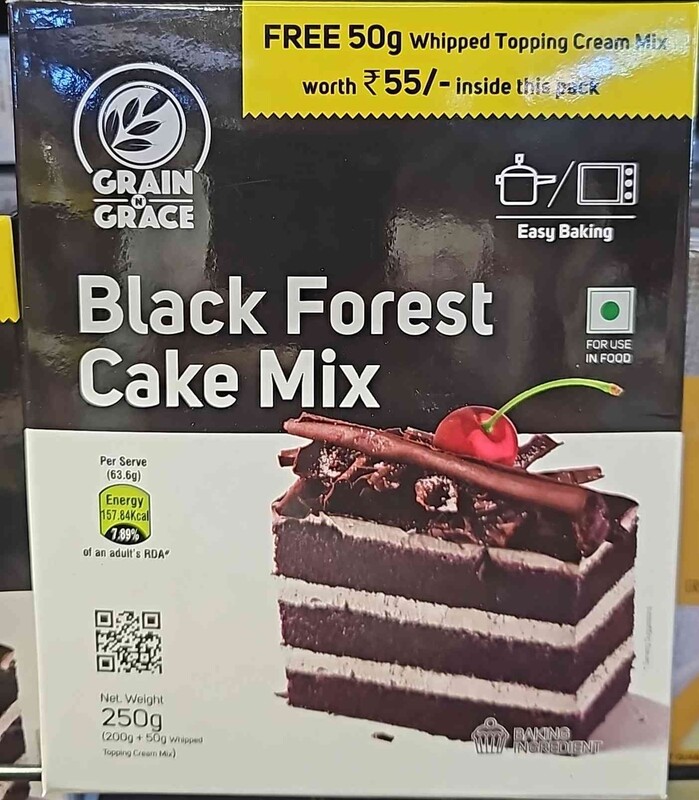 FREE 50g Whipped Topping Cream Mix
worth ₹55/- inside this pack
GRAIN
N
GRACE
Easy Baking
Black Forest
Cake Mix
FOR USE
IN FOOD
Per Serve
(63.6g)
Energy
157.84Kcal
7.89%
of an adult's RDA#
Net. Weight
250g
(200g + 50g Whipped
Topping Cream Mix)
BAKING
INGREDIENT